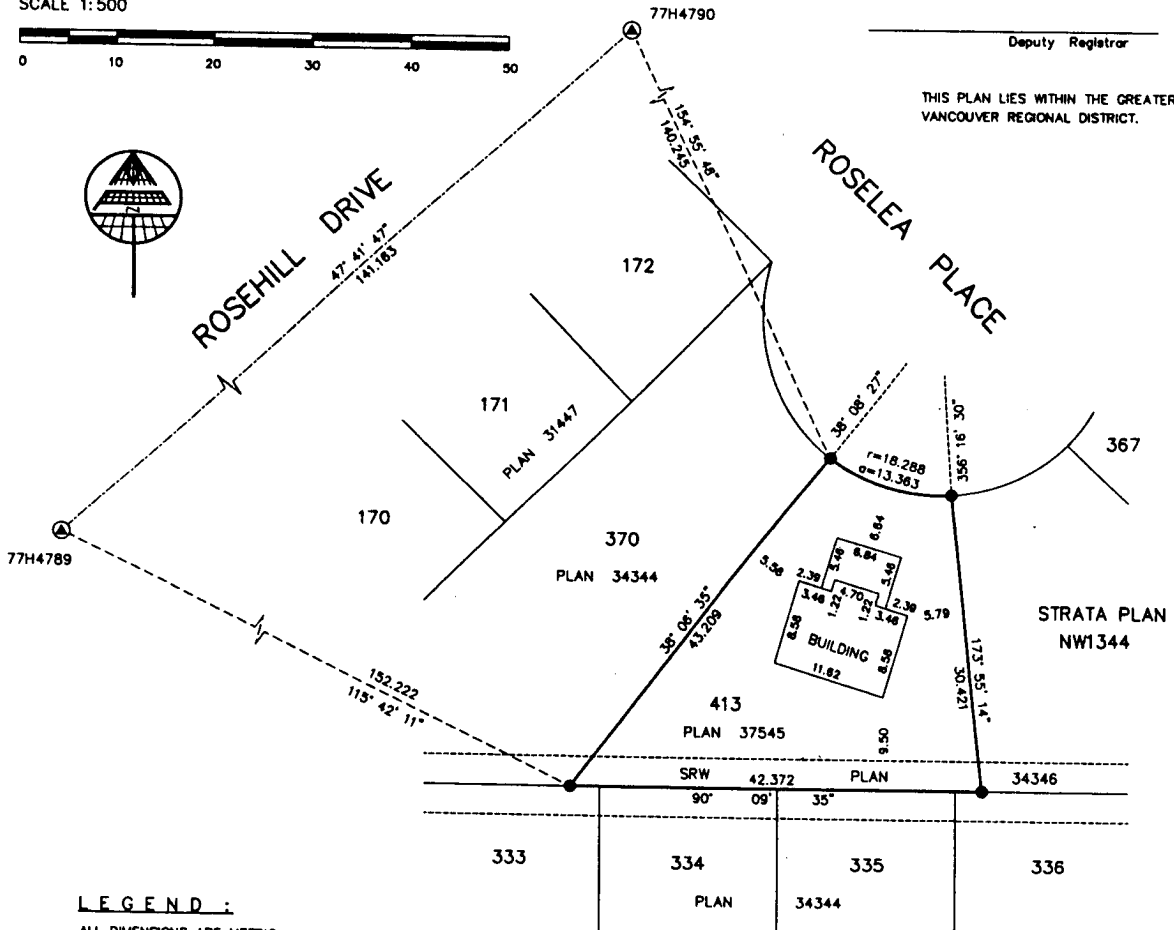 SCALE 1:500
0 10 20 30 40 50
77H4790
Deputy Registrar
THIS PLAN LIES WITHIN THE GREATER
VANCOUVER REGIONAL DISTRICT.
ROSEHILL DRIVE
47° 41' 47"
141.163
154° 55' 48"
140.245
ROSELEA PLACE
172
171
PLAN 31447
170
77H4789
38° 08' 27"
r=18.288
a=13.363
356° 16' 30"
367
370
PLAN 34344
38° 06' 35"
43.209
5.58
6.64
6.84
5.46
5.46
2.39
3.46
1.22
4.70
1.22
3.46
2.39
5.79
8.58
BUILDING
8.58
11.62
STRATA PLAN
NW1344
173° 55' 14"
30.421
152.222
115° 42' 11"
413
PLAN 37545
9.50
SRW 42.372 PLAN 34346
90° 09' 35"
333
334
335
336
PLAN 34344
LEGEND :